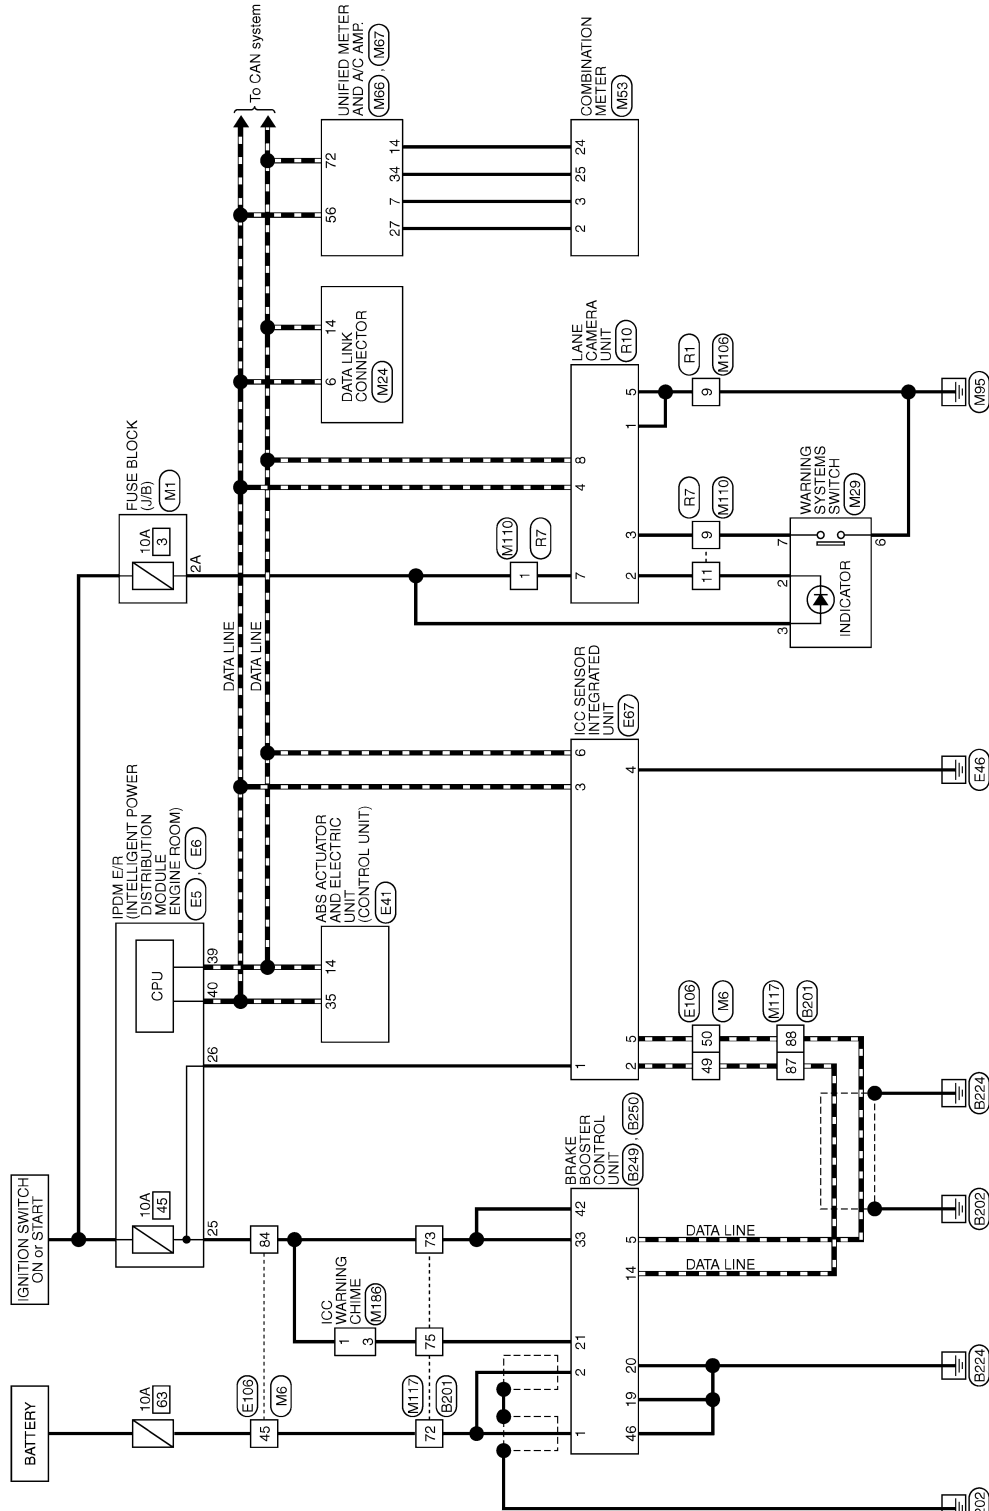 IGNITION SWITCH
ON or START
BATTERY
10A
63
10A
45
IPDM E/R
(INTELLIGENT POWER
DISTRIBUTION
MODULE
ENGINE ROOM)
E5 , E6
CPU
25
26
40
39
FUSE BLOCK
(J/B)
M1
10A
3
2A
DATA LINE
DATA LINE
To CAN system
ABS ACTUATOR
AND ELECTRIC
UNIT
(CONTROL UNIT)
E41
35
14
DATA LINK
CONNECTOR
M24
6
14
UNIFIED METER
AND A/C AMP.
M66 , M67
56
72
27
7
34
14
COMBINATION
METER
M53
2
3
25
24
E106
M6
45
84
ICC
WARNING
CHIME
M186
1
3
M117
B201
72
75
73
BRAKE
BOOSTER
CONTROL
UNIT
B249 , B250
1
2
21
33
42
46
19
20
14
5
DATA LINE
DATA LINE
ICC SENSOR
INTEGRATED
UNIT
E67
1
3
6
2
5
4
E106
M6
49
50
M117
B201
87
88
M110
R7
1
LANE
CAMERA
UNIT
R10
7
4
8
2
3
1
5
R7
M110
11
9
R1
M106
9
WARNING
SYSTEMS
SWITCH
M29
3
2
7
6
INDICATOR
202
B224
B202
B224
E46
M95